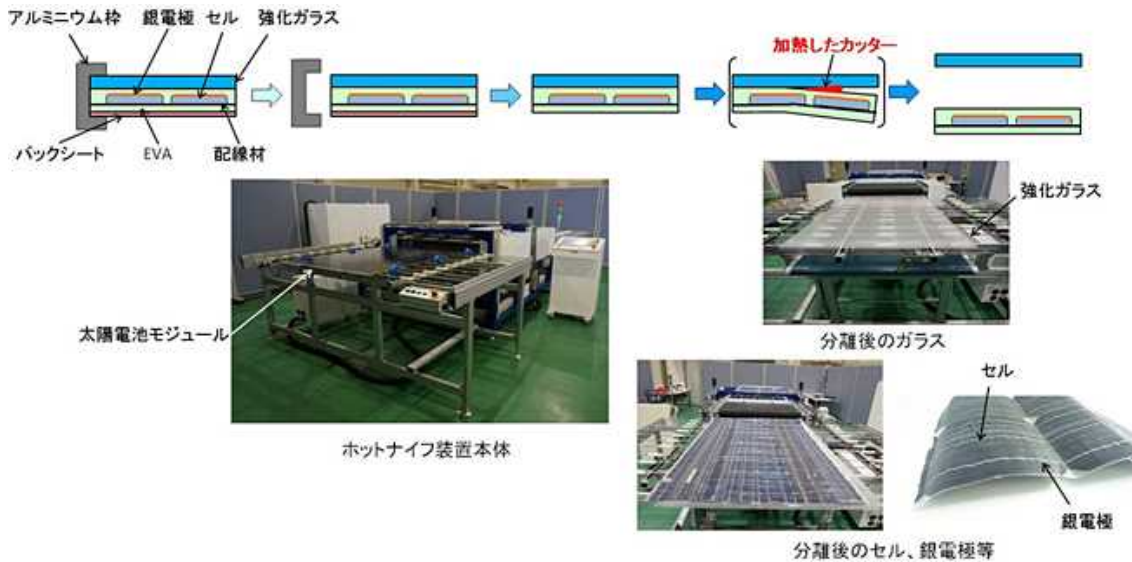 アルミニウム枠
銀電極
セル
強化ガラス
加熱したカッター
バックシート
EVA
配線材
強化ガラス
太陽電池モジュール
分離後のガラス
ホットナイフ装置本体
セル
銀電極
分離後のセル、銀電極等